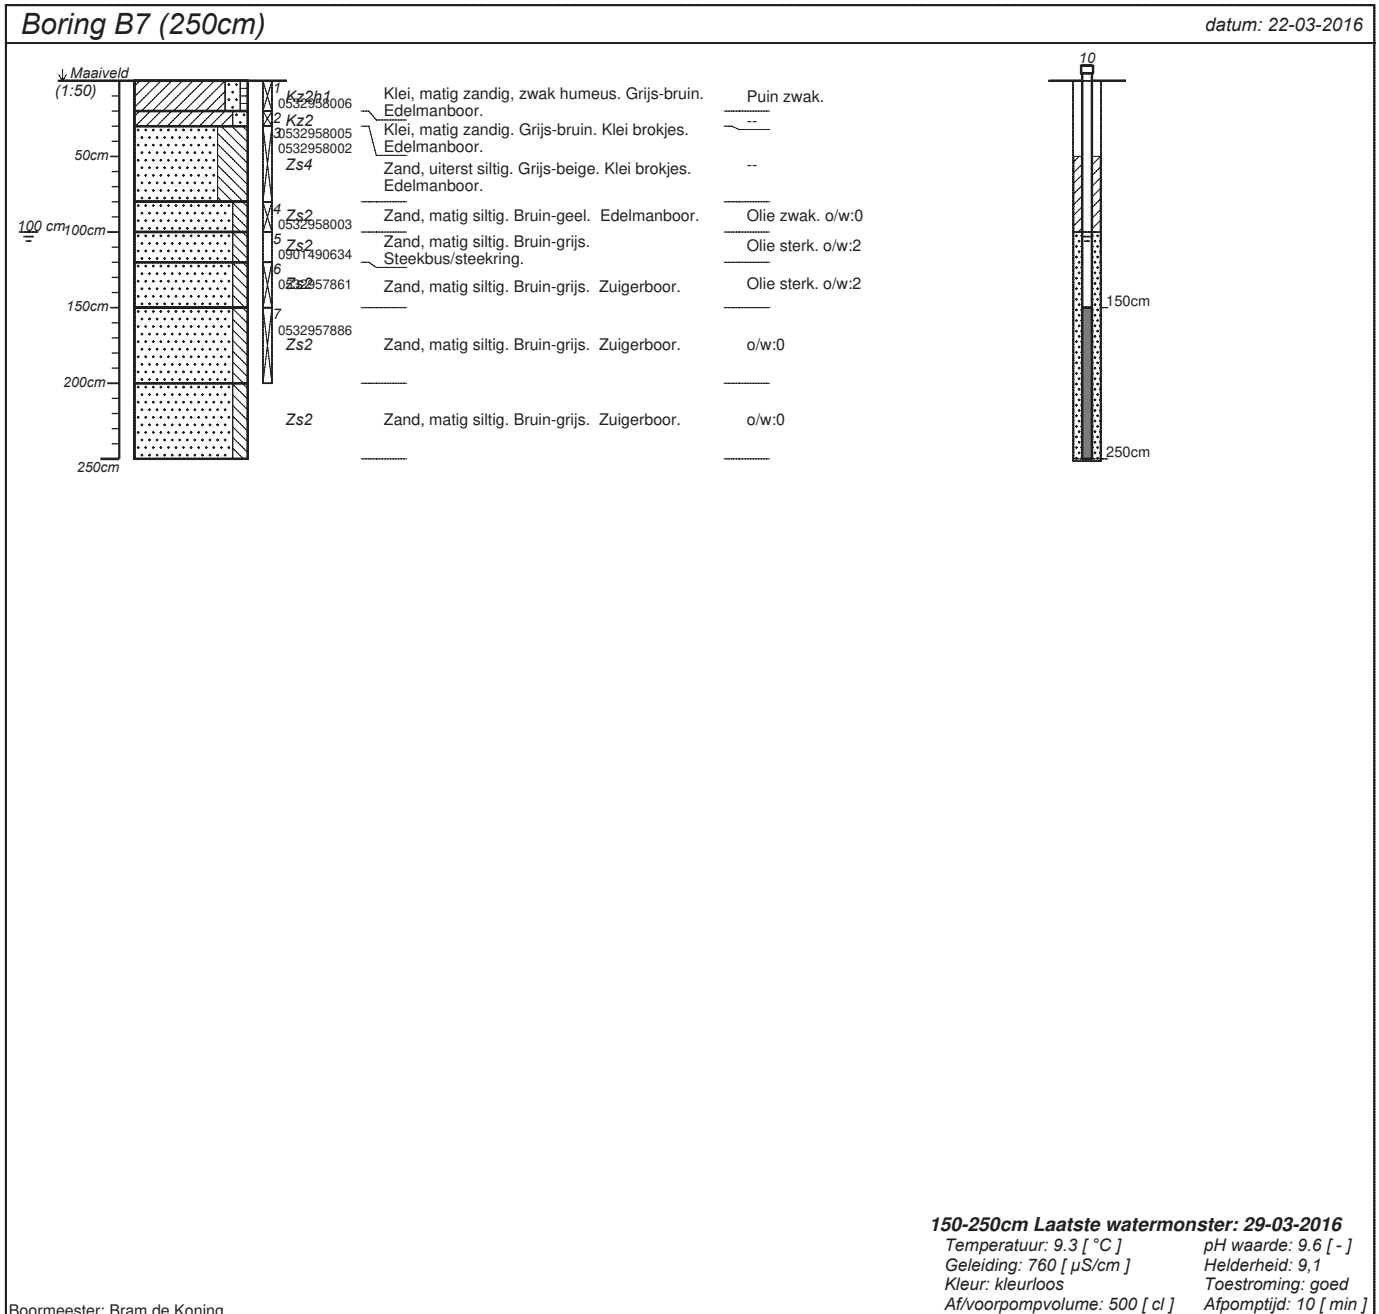 Boring B7 (250cm)
datum: 22-03-2016
Maaiveld
(1:50)
10
1
Kz2h1
0532958006
Klei, matig zandig, zwak humeus. Grijs-bruin.
Edelmanboor.
Puin zwak.
2
Kz2
0532958005
Klei, matig zandig. Grijs-bruin. Klei brokjes.
Edelmanboor.
--
3
0532958002
50cm
Zs4
Zand, uiterst siltig. Grijs-beige. Klei brokjes.
Edelmanboor.
--
4
Zs2
0532958003
Zand, matig siltig. Bruin-geel. Edelmanboor.
Olie zwak. o/w:0
100 cm
100cm
5
Zs2
0901490634
Zand, matig siltig. Bruin-grijs.
Steekbus/steekring.
Olie sterk. o/w:2
6
Zs2
0532957861
Zand, matig siltig. Bruin-grijs. Zuigerboor.
Olie sterk. o/w:2
150cm
150cm
7
0532957886
Zs2
Zand, matig siltig. Bruin-grijs. Zuigerboor.
o/w:0
200cm
Zs2
Zand, matig siltig. Bruin-grijs. Zuigerboor.
o/w:0
250cm
250cm
150-250cm Laatste watermonster: 29-03-2016
Temperatuur: 9.3 [ °C ]
pH waarde: 9.6 [ - ]
Geleiding: 760 [ µS/cm ]
Helderheid: 9,1
Kleur: kleurloos
Toestroming: goed
Af/voorpompvolume: 500 [ cl ]
Afpomptijd: 10 [ min ]
Boormeester: Bram de Koning